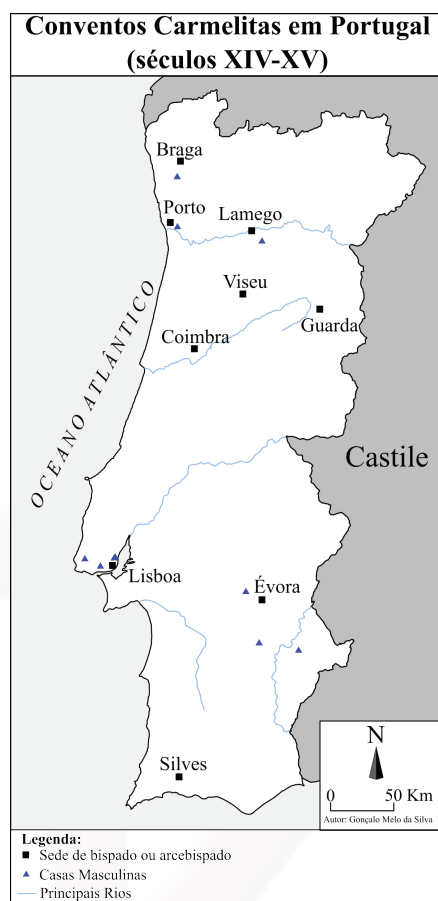 Conventos Carmelitas em Portugal
(séculos XIV-XV)
Braga
Porto
Lamego
Viseu
Guarda
Coimbra
OCEANO ATLÂNTICO
Castile
Lisboa
Évora
Silves
N
0 50 Km
Autor: Gonçalo Melo da Silva
Legenda:
Sede de bispado ou arcebispado
Casas Masculinas
Principais Rios